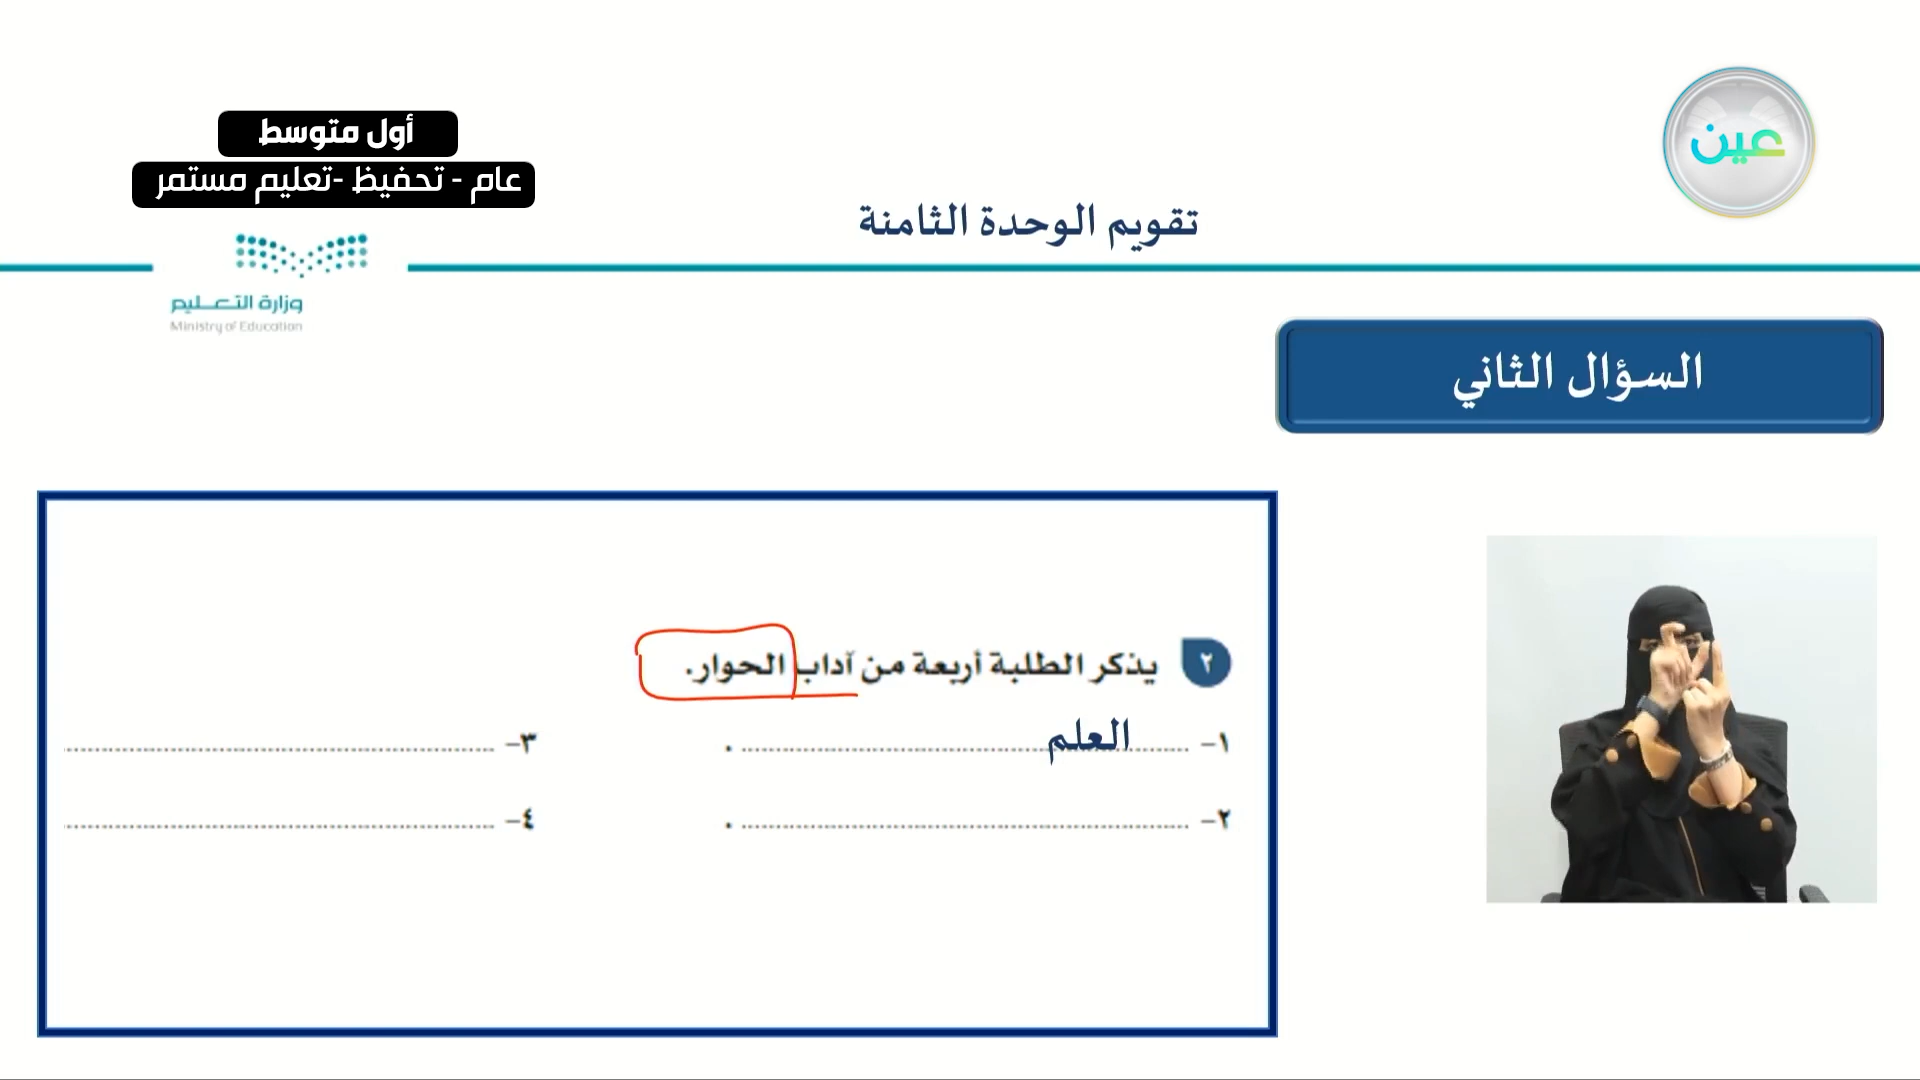 عين
أول متوسط
عام - تحفيظ -تعليم مستمر
تقويم الوحدة الثامنة
وزارة التعـليم
Ministry of Education
السؤال الثاني
٢ يذكر الطلبة أربعة من آداب الحوار.
١- العلم .
٢- .
٣-
٤-